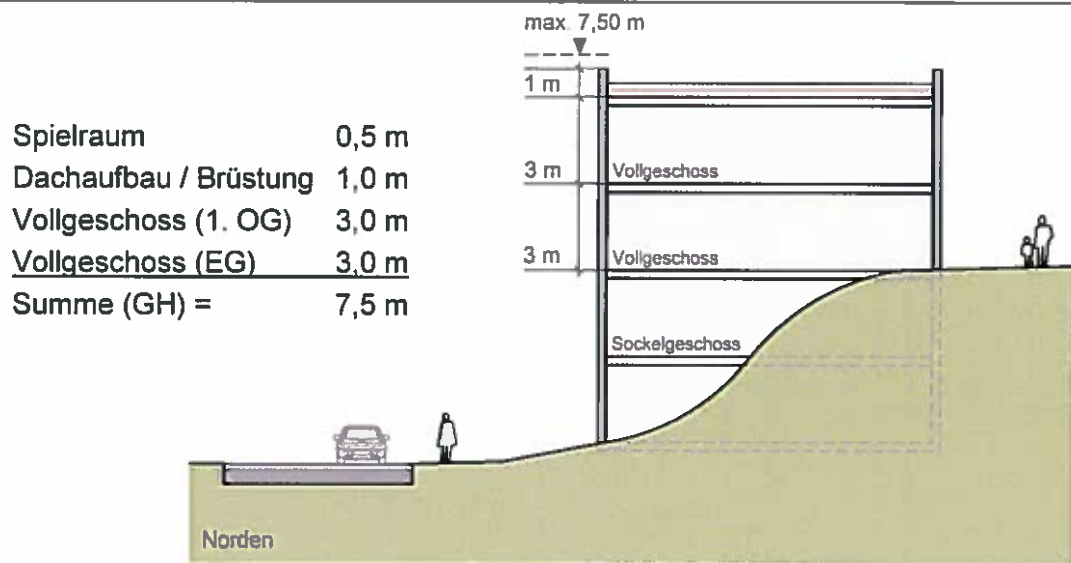 max. 7,50 m
1 m
Spielraum 0,5 m
Dachaufbau / Brüstung 1,0 m
3 m Vollgeschoss
Vollgeschoss (1. OG) 3,0 m
Vollgeschoss (EG) 3,0 m
3 m Vollgeschoss
Summe (GH) = 7,5 m
Sockelgeschoss
Norden